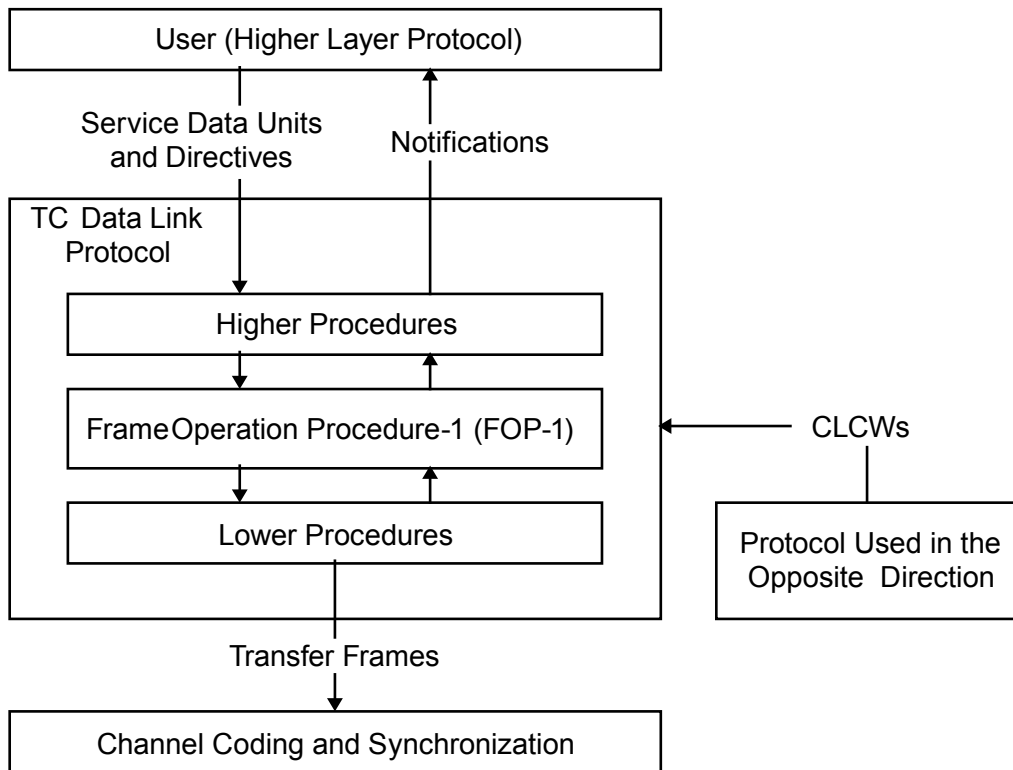 User (Higher Layer Protocol)
Service Data Units
and Directives
Notifications
TC Data Link
Protocol
Higher Procedures
Frame Operation Procedure-1 (FOP-1)
CLCWs
Lower Procedures
Protocol Used in the
Opposite Direction
Transfer Frames
Channel Coding and Synchronization